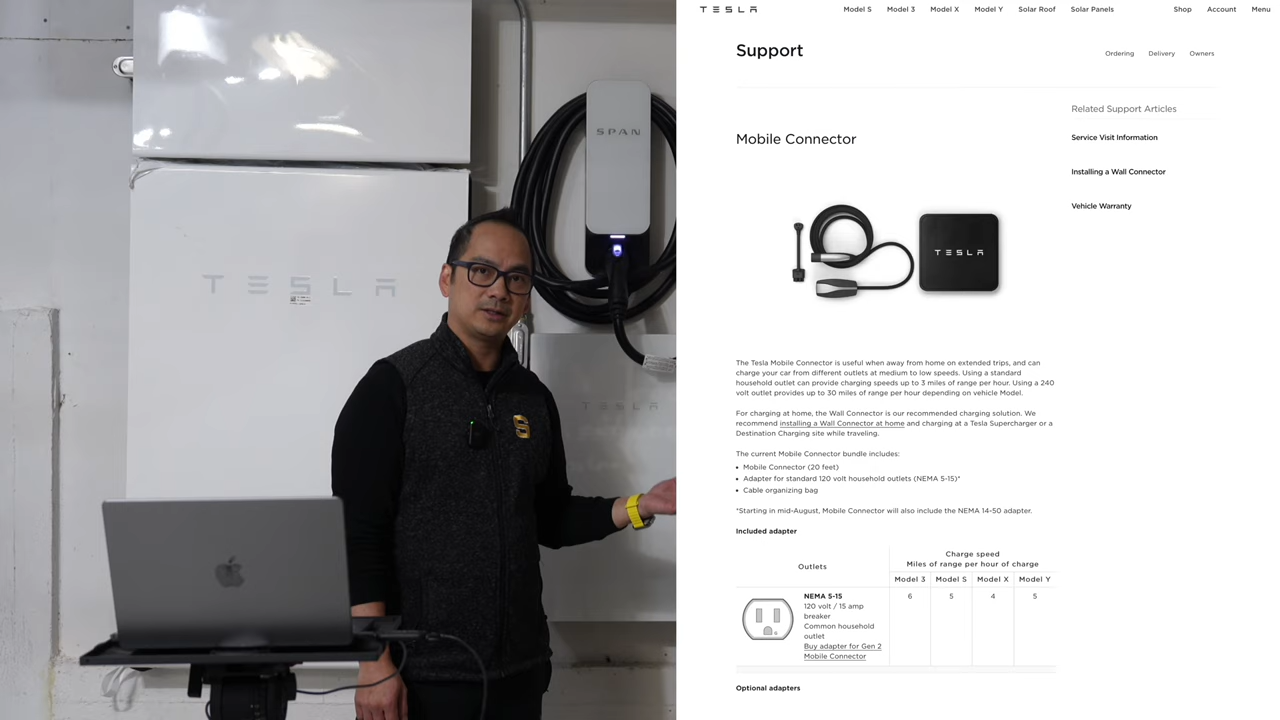 TESLA
SPAN
TESLA
S
TESLA Model S Model 3 Model X Model Y Solar Roof Solar Panels Shop Account Menu
Support
Ordering Delivery Owners
Related Support Articles
Service Visit Information
Installing a Wall Connector
Vehicle Warranty
Mobile Connector
TESLA
The Tesla Mobile Connector is useful when away from home on extended trips, and can
charge your car from different outlets at medium to low speeds. Using a standard
household outlet can provide charging speeds up to 3 miles of range per hour. Using a 240
volt outlet provides up to 30 miles of range per hour depending on vehicle Model.
For charging at home, the Wall Connector is our recommended charging solution. We
recommend installing a Wall Connector at home and charging at a Tesla Supercharger or a
Destination Charging site while traveling.
The current Mobile Connector bundle includes:
• Mobile Connector (20 feet)
• Adapter for standard 120 volt household outlets (NEMA 5-15)*
• Cable organizing bag
*Starting in mid-August, Mobile Connector will also include the NEMA 14-50 adapter.
Included adapter
Outlets
Charge speed
Miles of range per hour of charge
Model 3 Model S Model X Model Y
NEMA 5-15 6 5 4 5
120 volt / 15 amp
breaker
Common household
outlet
Buy adapter for Gen 2
Mobile Connector
G
Optional adapters